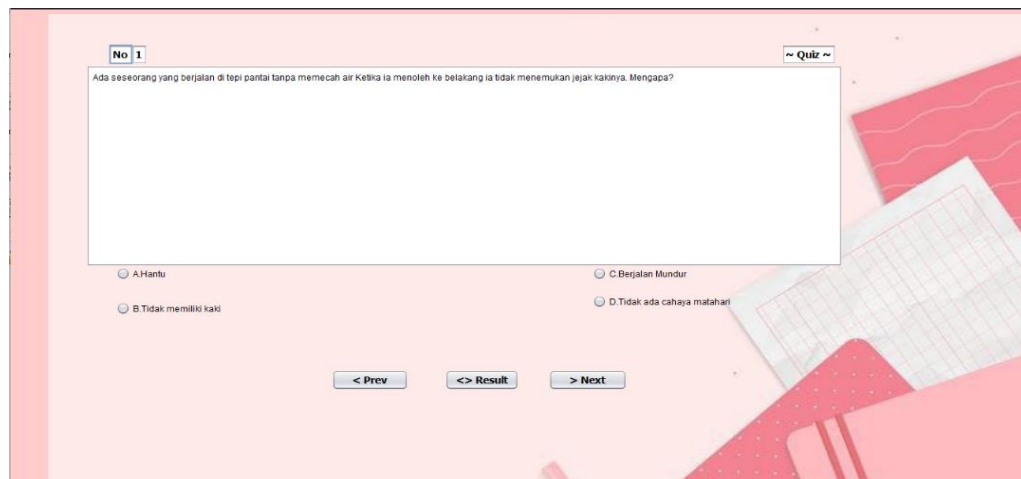 No 1
~ Quiz ~
Ada seseorang yang berjalan di tepi pantai tanpa memecah air Ketika ia menoleh ke belakang ia tidak menemukan jejak kakinya. Mengapa?
A.Hantu
C.Berjalan Mundur
B.Tidak memiliki kaki
D.Tidak ada cahaya matahari
< Prev
<> Result
> Next